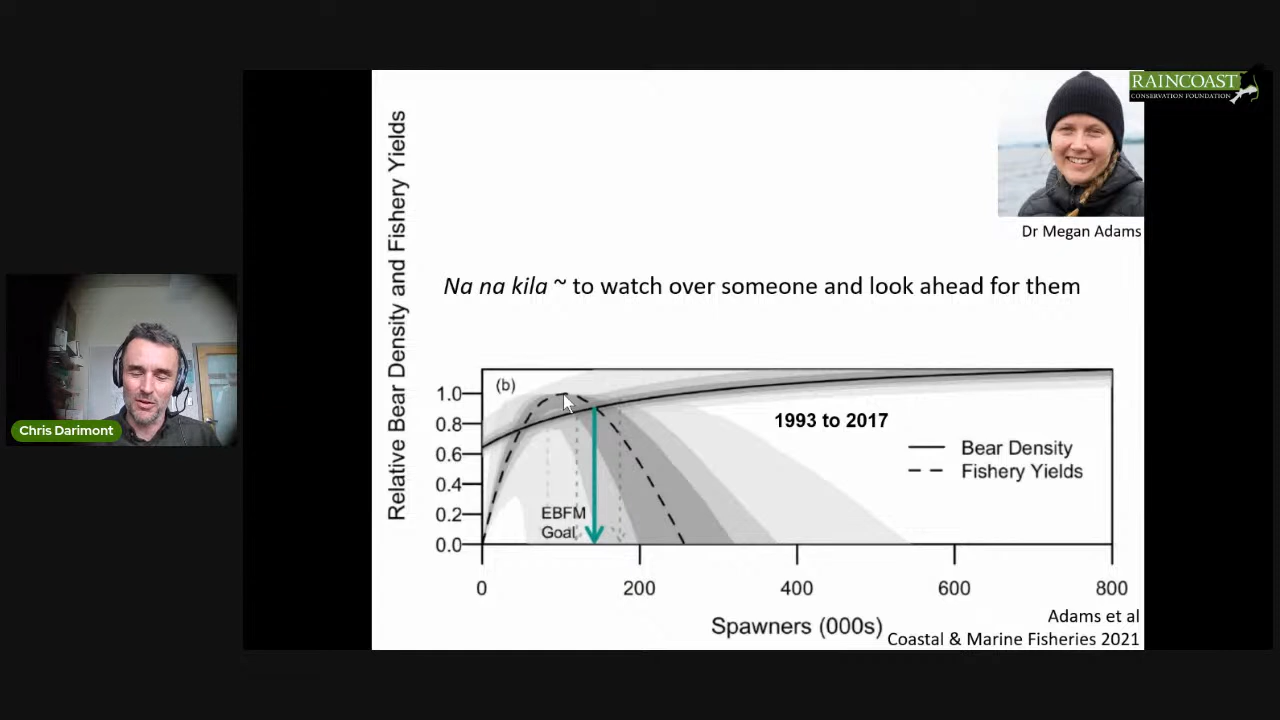 RAINCOAST
CONSERVATION FOUNDATION
Dr Megan Adams
Na na kila ~ to watch over someone and look ahead for them
Relative Bear Density and Fishery Yields
(b)
1.0
0.8
0.6
0.4
0.2
0.0
1993 to 2017
Bear Density
Fishery Yields
EBFM
Goal
0
200
400
600
800
Spawners (000s)
Adams et al
Coastal & Marine Fisheries 2021
Chris Darimont